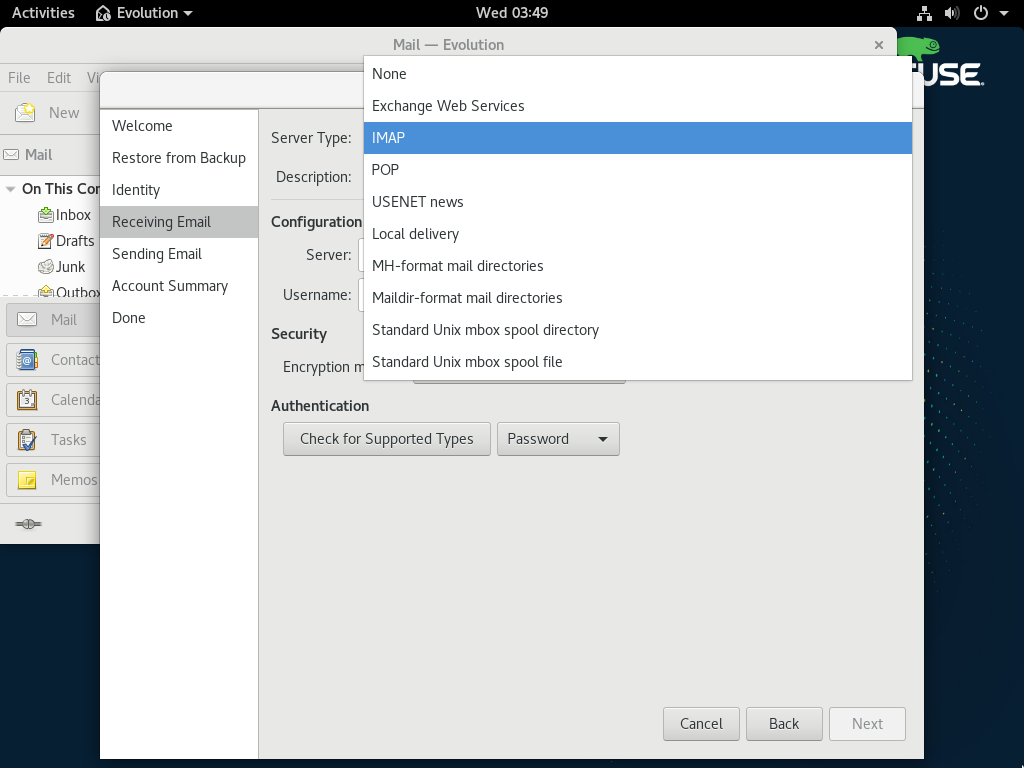 Activities
Evolution
Wed 03:49
Mail — Evolution
File Edit
New
Mail
On This
Inbox
Drafts
Junk
Outbox
Mail
Tasks
Memos
Welcome
Restore from Backup
Identity
Receiving Email
Sending Email
Account Summary
Done
Server Type:
None
Exchange Web Services
IMAP
POP
USENET news
Local delivery
MH-format mail directories
Maildir-format mail directories
Standard Unix mbox spool directory
Standard Unix mbox spool file
Description:
Configuration
Server:
Username:
Security
Encryption
Authentication
Check for Supported Types
Password
Cancel
Back
Next
USE.